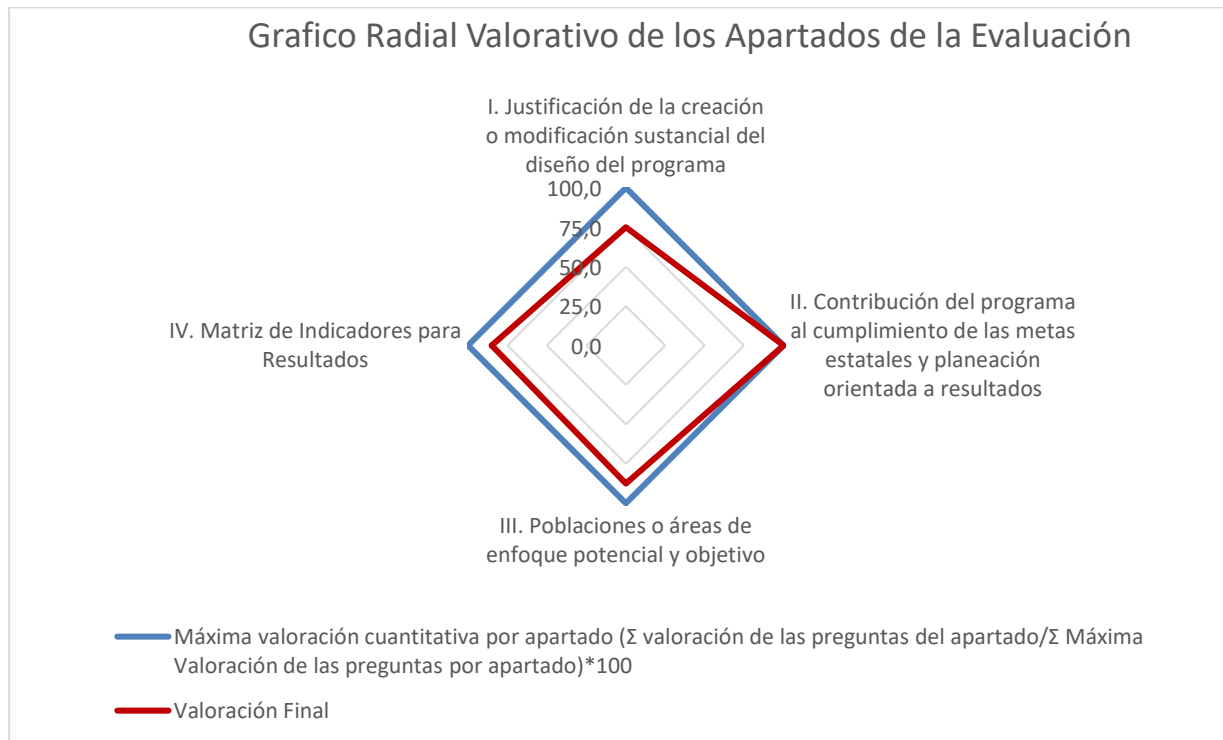 Grafico Radial Valorativo de los Apartados de la Evaluación
I. Justificación de la creación
o modificación sustancial del
diseño del programa
100,0
75,0
50,0
25,0
0,0
II. Contribución del programa
al cumplimiento de las metas
estatales y planeación
orientada a resultados
IV. Matriz de Indicadores para
Resultados
III. Poblaciones o áreas de
enfoque potencial y objetivo
Máxima valoración cuantitativa por apartado (Σ valoración de las preguntas del apartado/Σ Máxima
Valoración de las preguntas por apartado)*100
Valoración Final